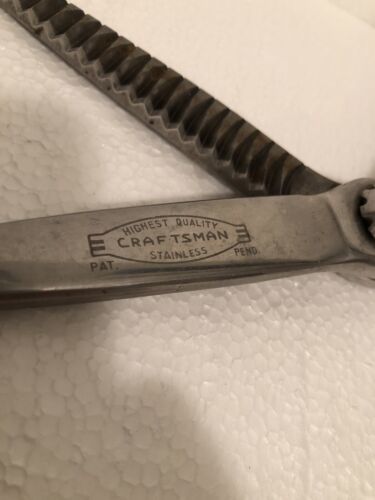 HIGHEST QUALITY
CRAFTSMAN
STAINLESS
PAT. PEND.